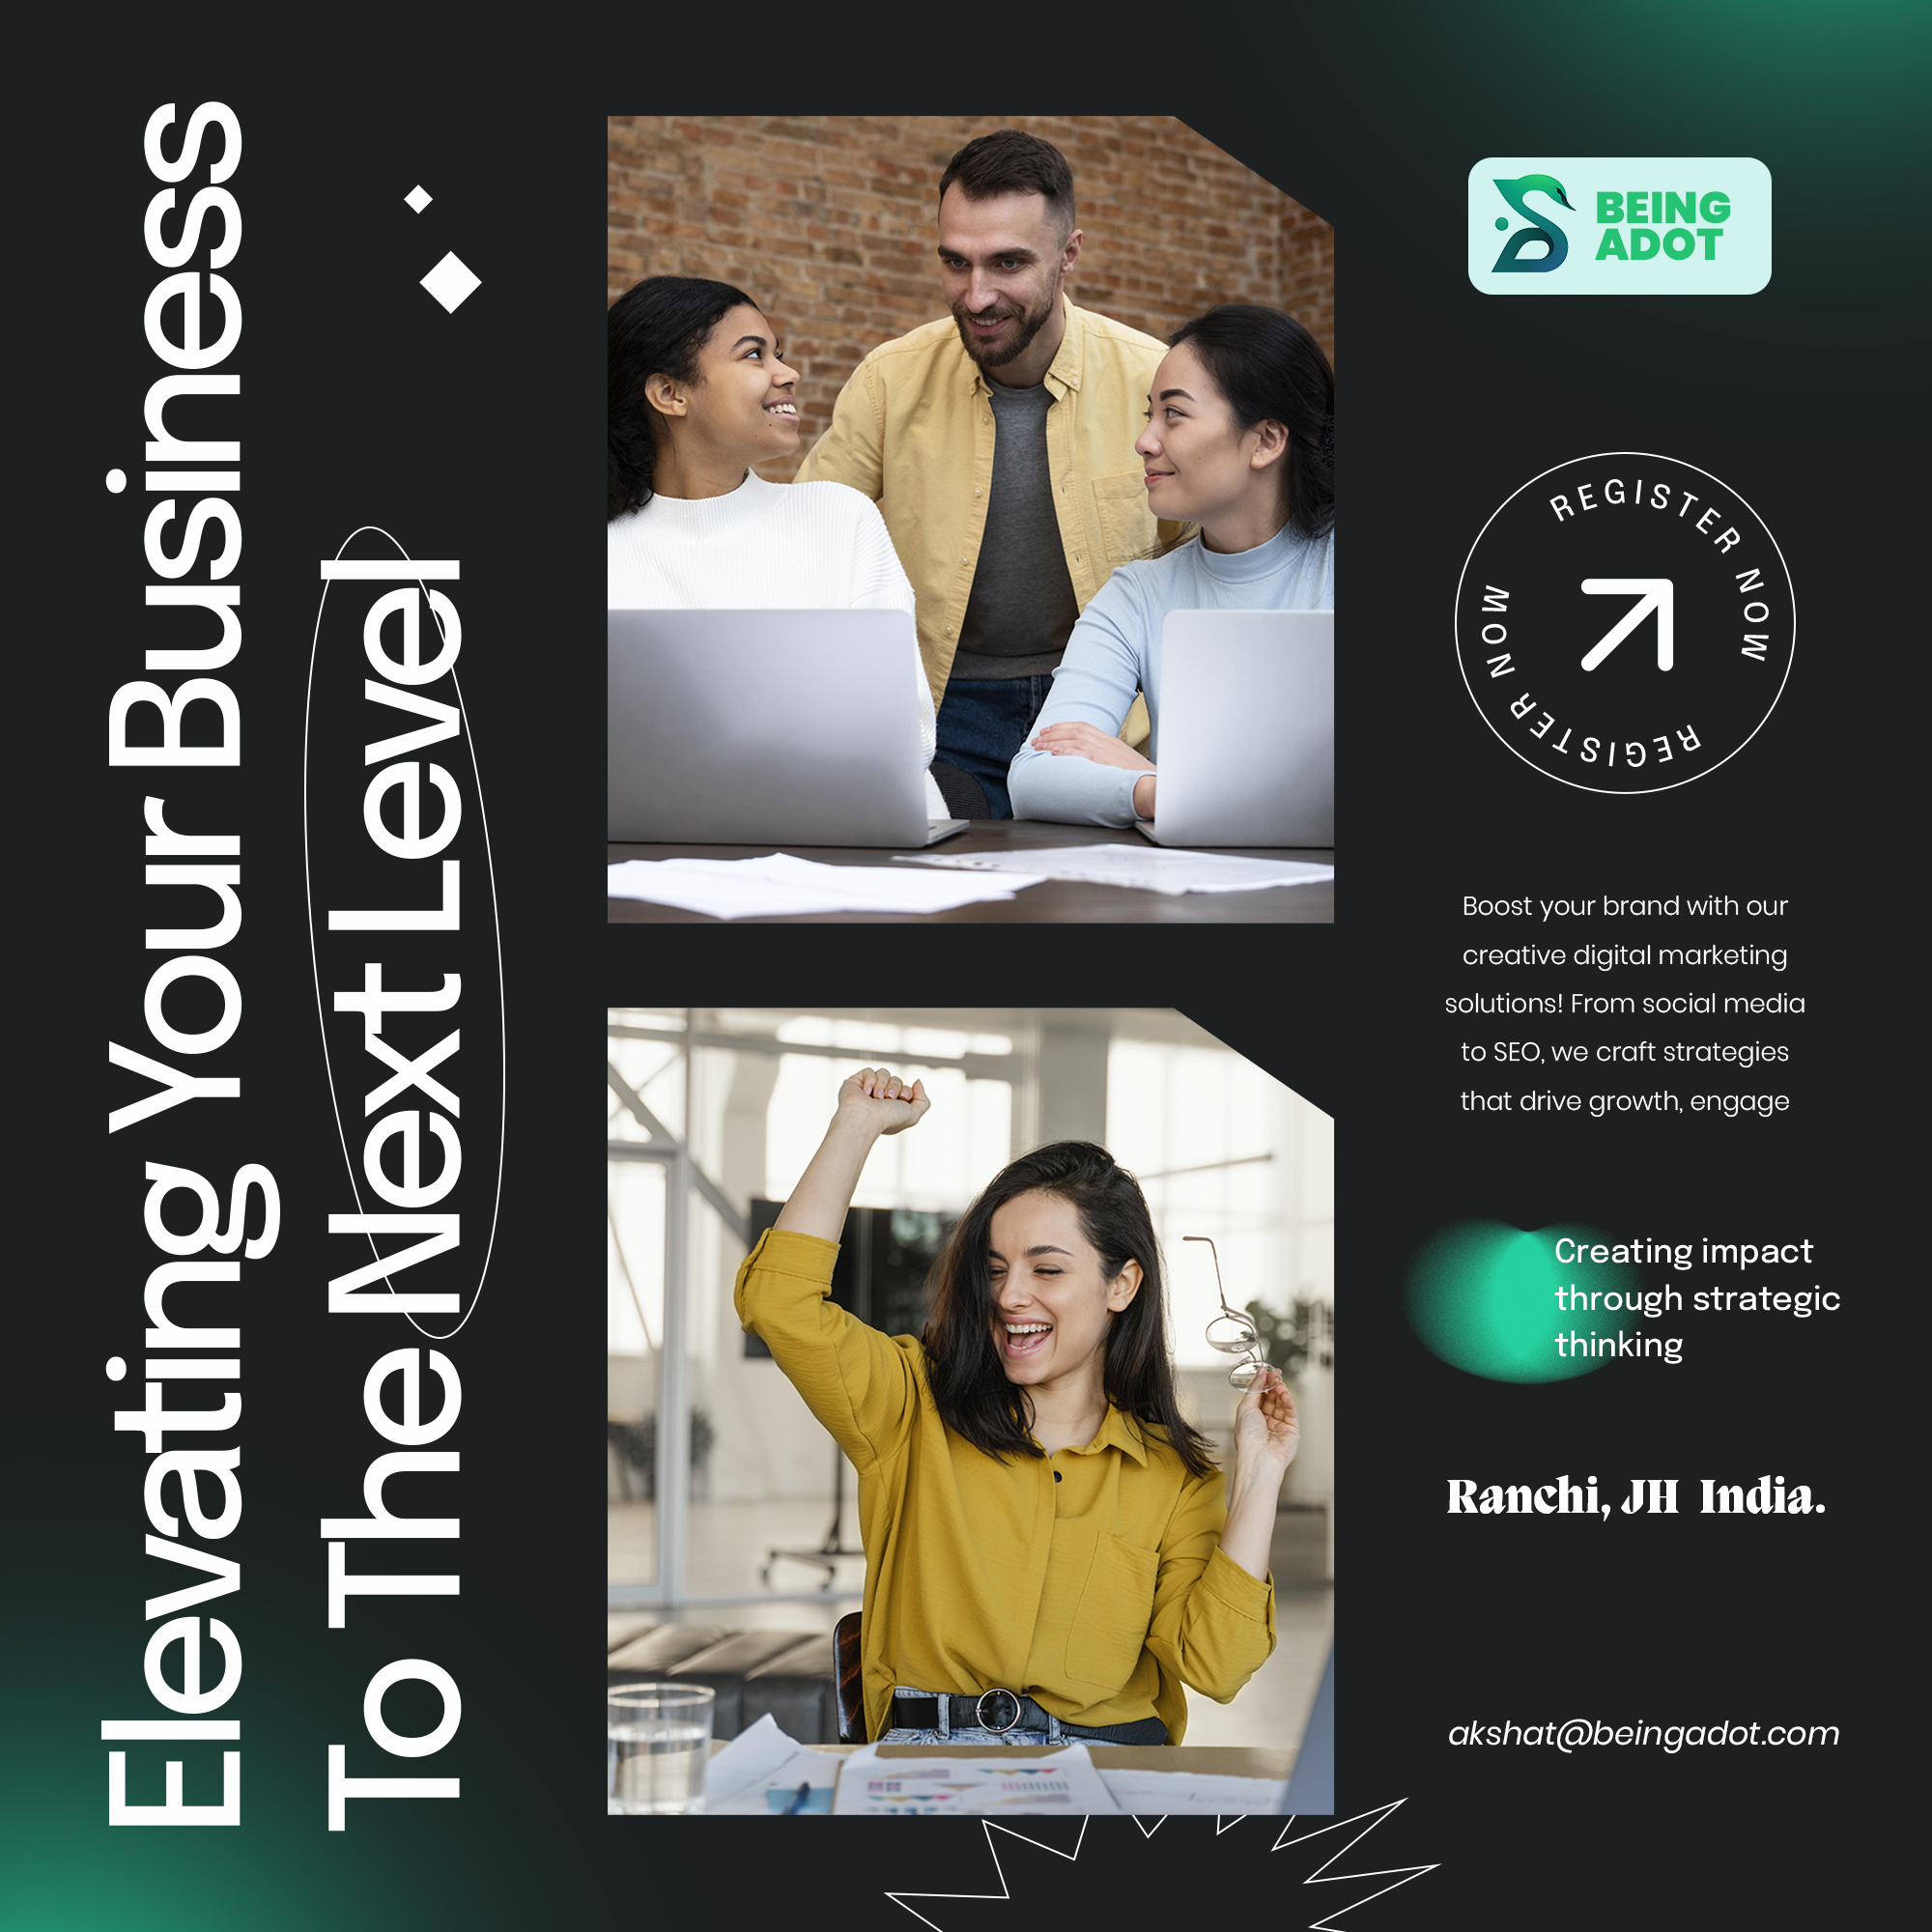 Elevating Your Business
To The Next Level
BEING
ADOT
REGISTER NOW
REGISTER NOW
Boost your brand with our
creative digital marketing
solutions! From social media
to SEO, we craft strategies
that drive growth, engage
Creating impact
through strategic
thinking
Ranchi, JH India.
akshat@beingadot.com